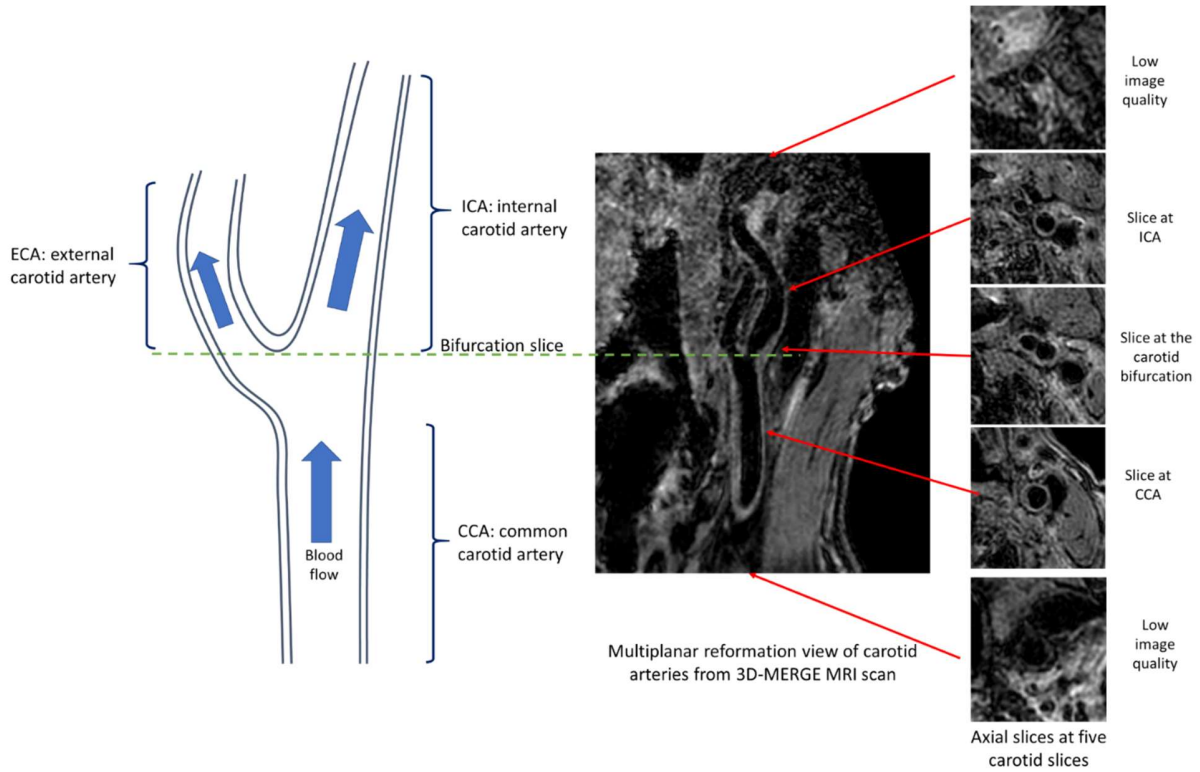 ECA: external
carotid artery
ICA: internal
carotid artery
Bifurcation slice
CCA: common
carotid artery
Blood
flow
Multiplanar reformation view of carotid
arteries from 3D-MERGE MRI scan
Low
image
quality
Slice at
ICA
Slice at the
carotid
bifurcation
Slice at
CCA
Low
image
quality
Axial slices at five
carotid slices